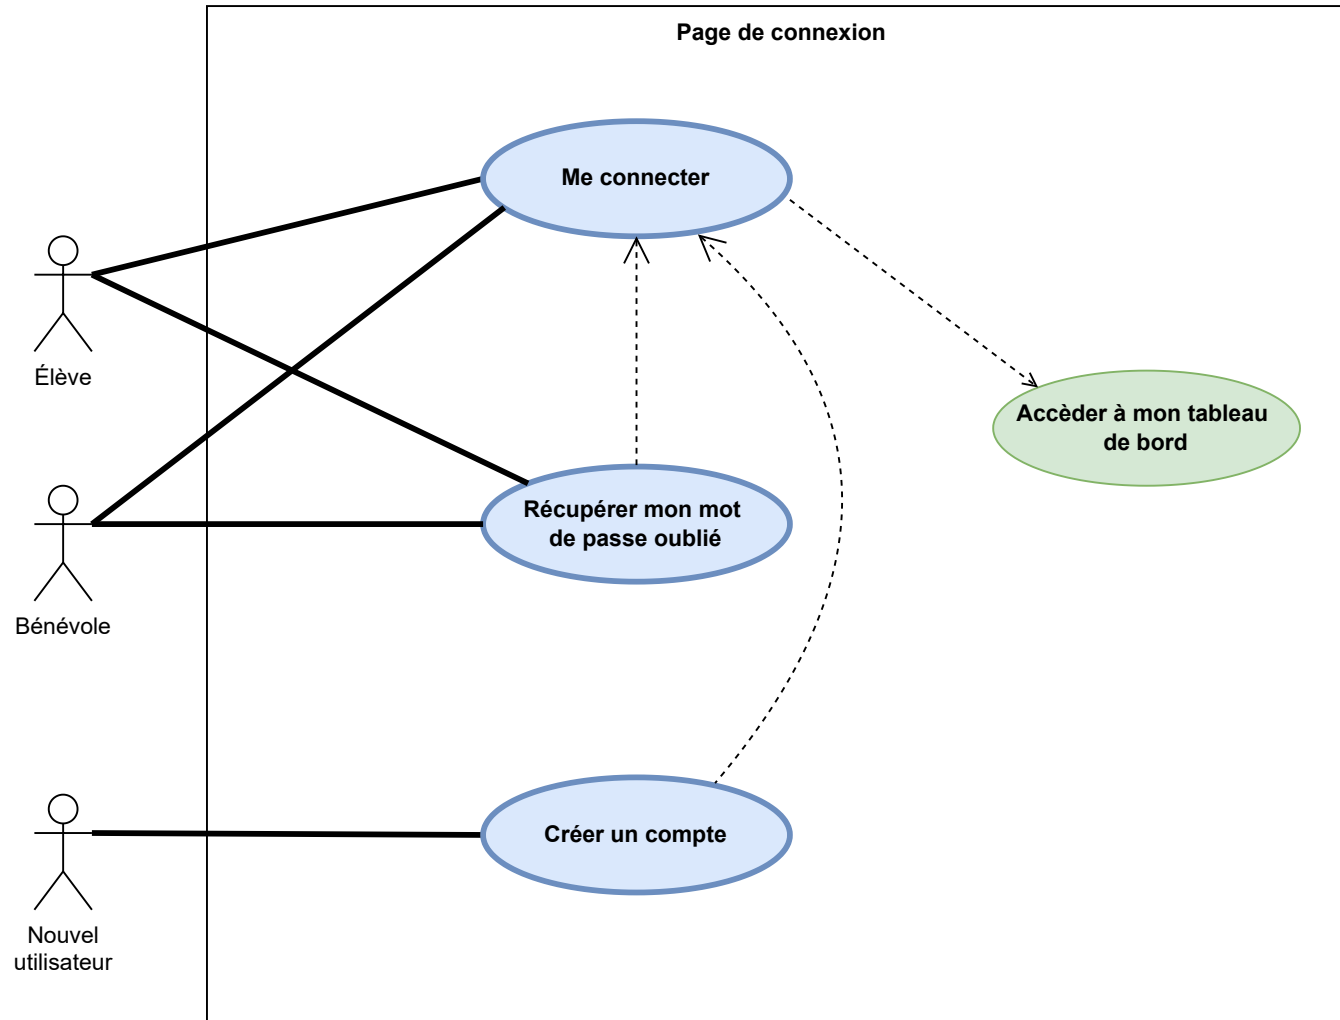 Page de connexion
Me connecter
Élève
Accèder à mon tableau
de bord
Récupérer mon mot
de passe oublié
Bénévole
Créer un compte
Nouvel
utilisateur